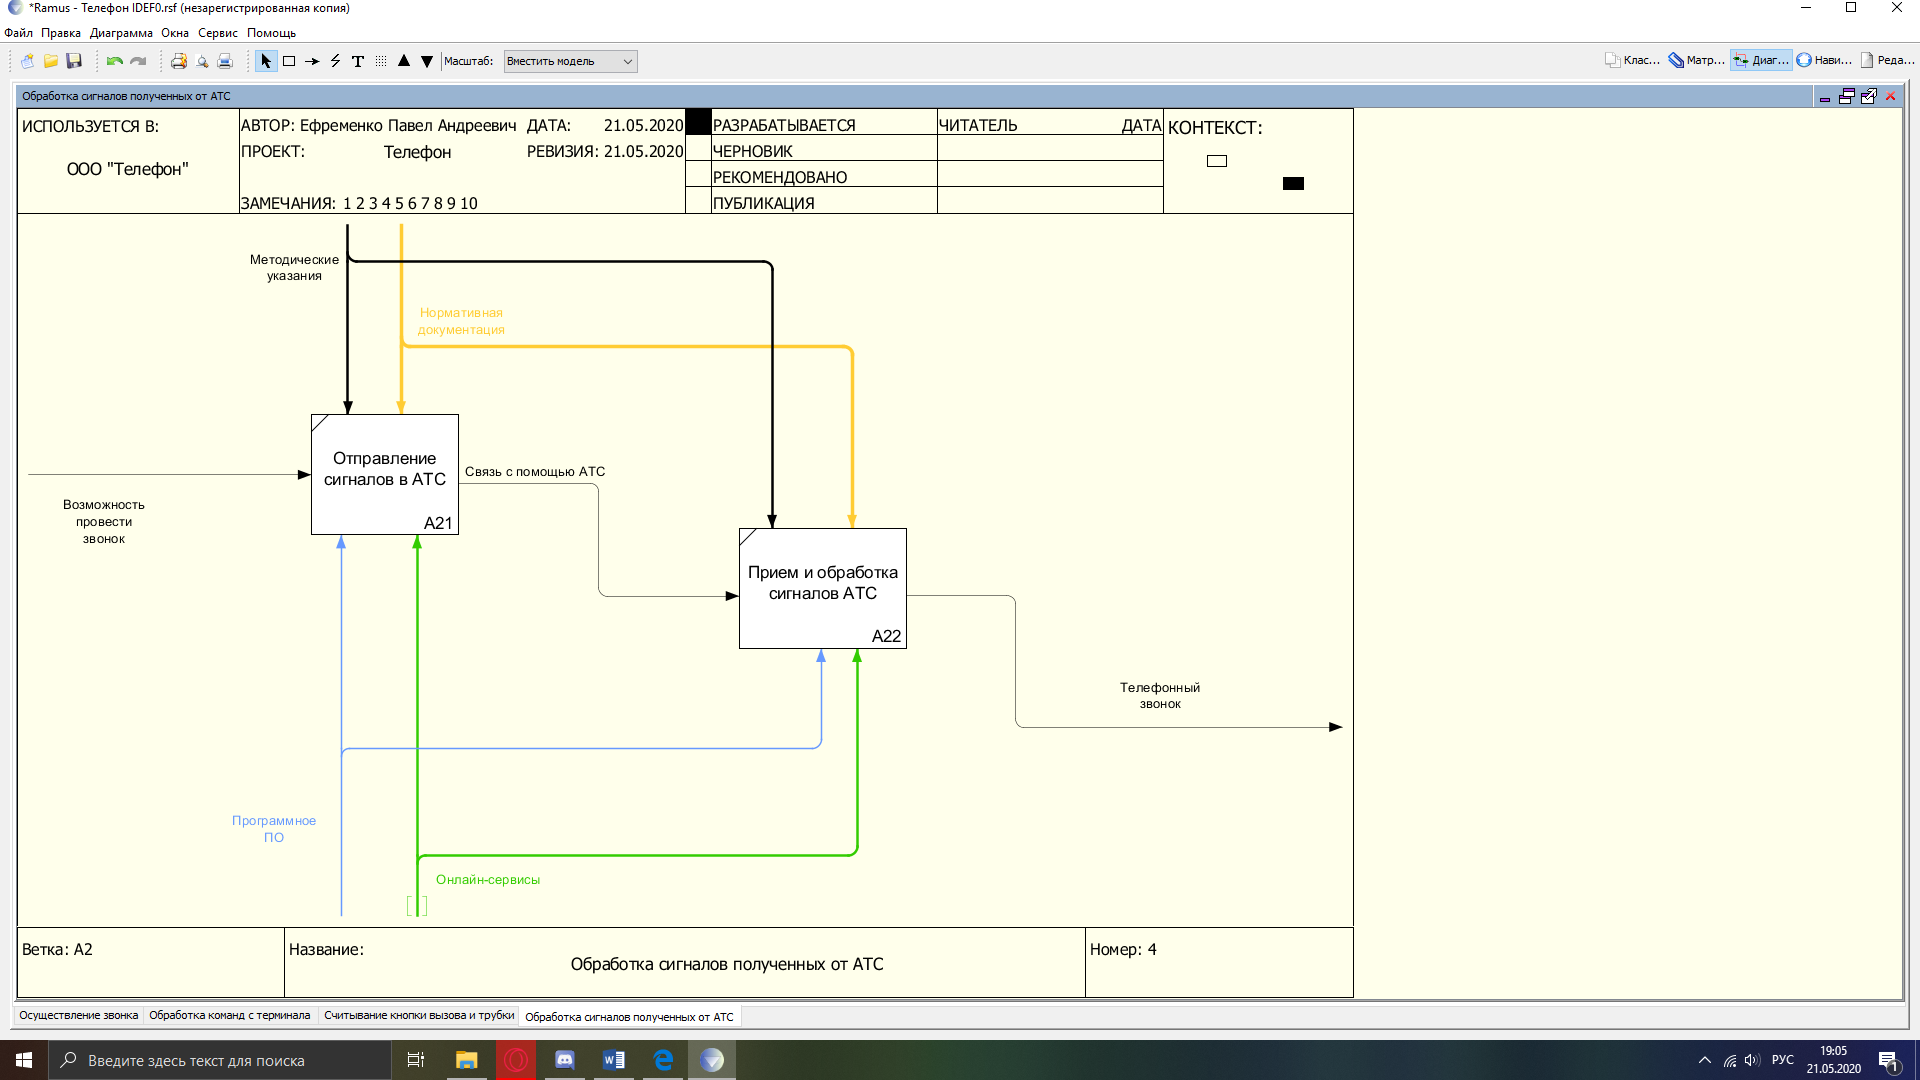 *Ramus - Телефон IDEF0.rsf (незарегистрированная копия)
Файл Правка Диаграмма Окна Сервис Помощь
Масштаб: Вместить модель Клас... Матр... Диаг... Нави... Реда...
Обработка сигналов полученных от АТС
ИСПОЛЬЗУЕТСЯ В:
ООО "Телефон"
АВТОР: Ефременко Павел Андреевич ДАТА: 21.05.2020
ПРОЕКТ: Телефон РЕВИЗИЯ: 21.05.2020
ЗАМЕЧАНИЯ: 1 2 3 4 5 6 7 8 9 10
РАЗРАБАТЫВАЕТСЯ
ЧЕРНОВИК
РЕКОМЕНДОВАНО
ПУБЛИКАЦИЯ
ЧИТАТЕЛЬ ДАТА
КОНТЕКСТ:
Методические
указания
Нормативная
документация
Отправление
сигналов в АТС
A21
Связь с помощью АТС
Возможность
провести
звонок
Прием и обработка
сигналов АТС
A22
Телефонный
звонок
Программное
ПО
Онлайн-сервисы
Ветка: A2
Название:
Обработка сигналов полученных от АТС
Номер: 4
Осуществление звонка Обработка команд с терминала Считывание кнопки вызова и трубки Обработка сигналов полученных от АТС
Введите здесь текст для поиска
РУС
19:05
21.05.2020
1